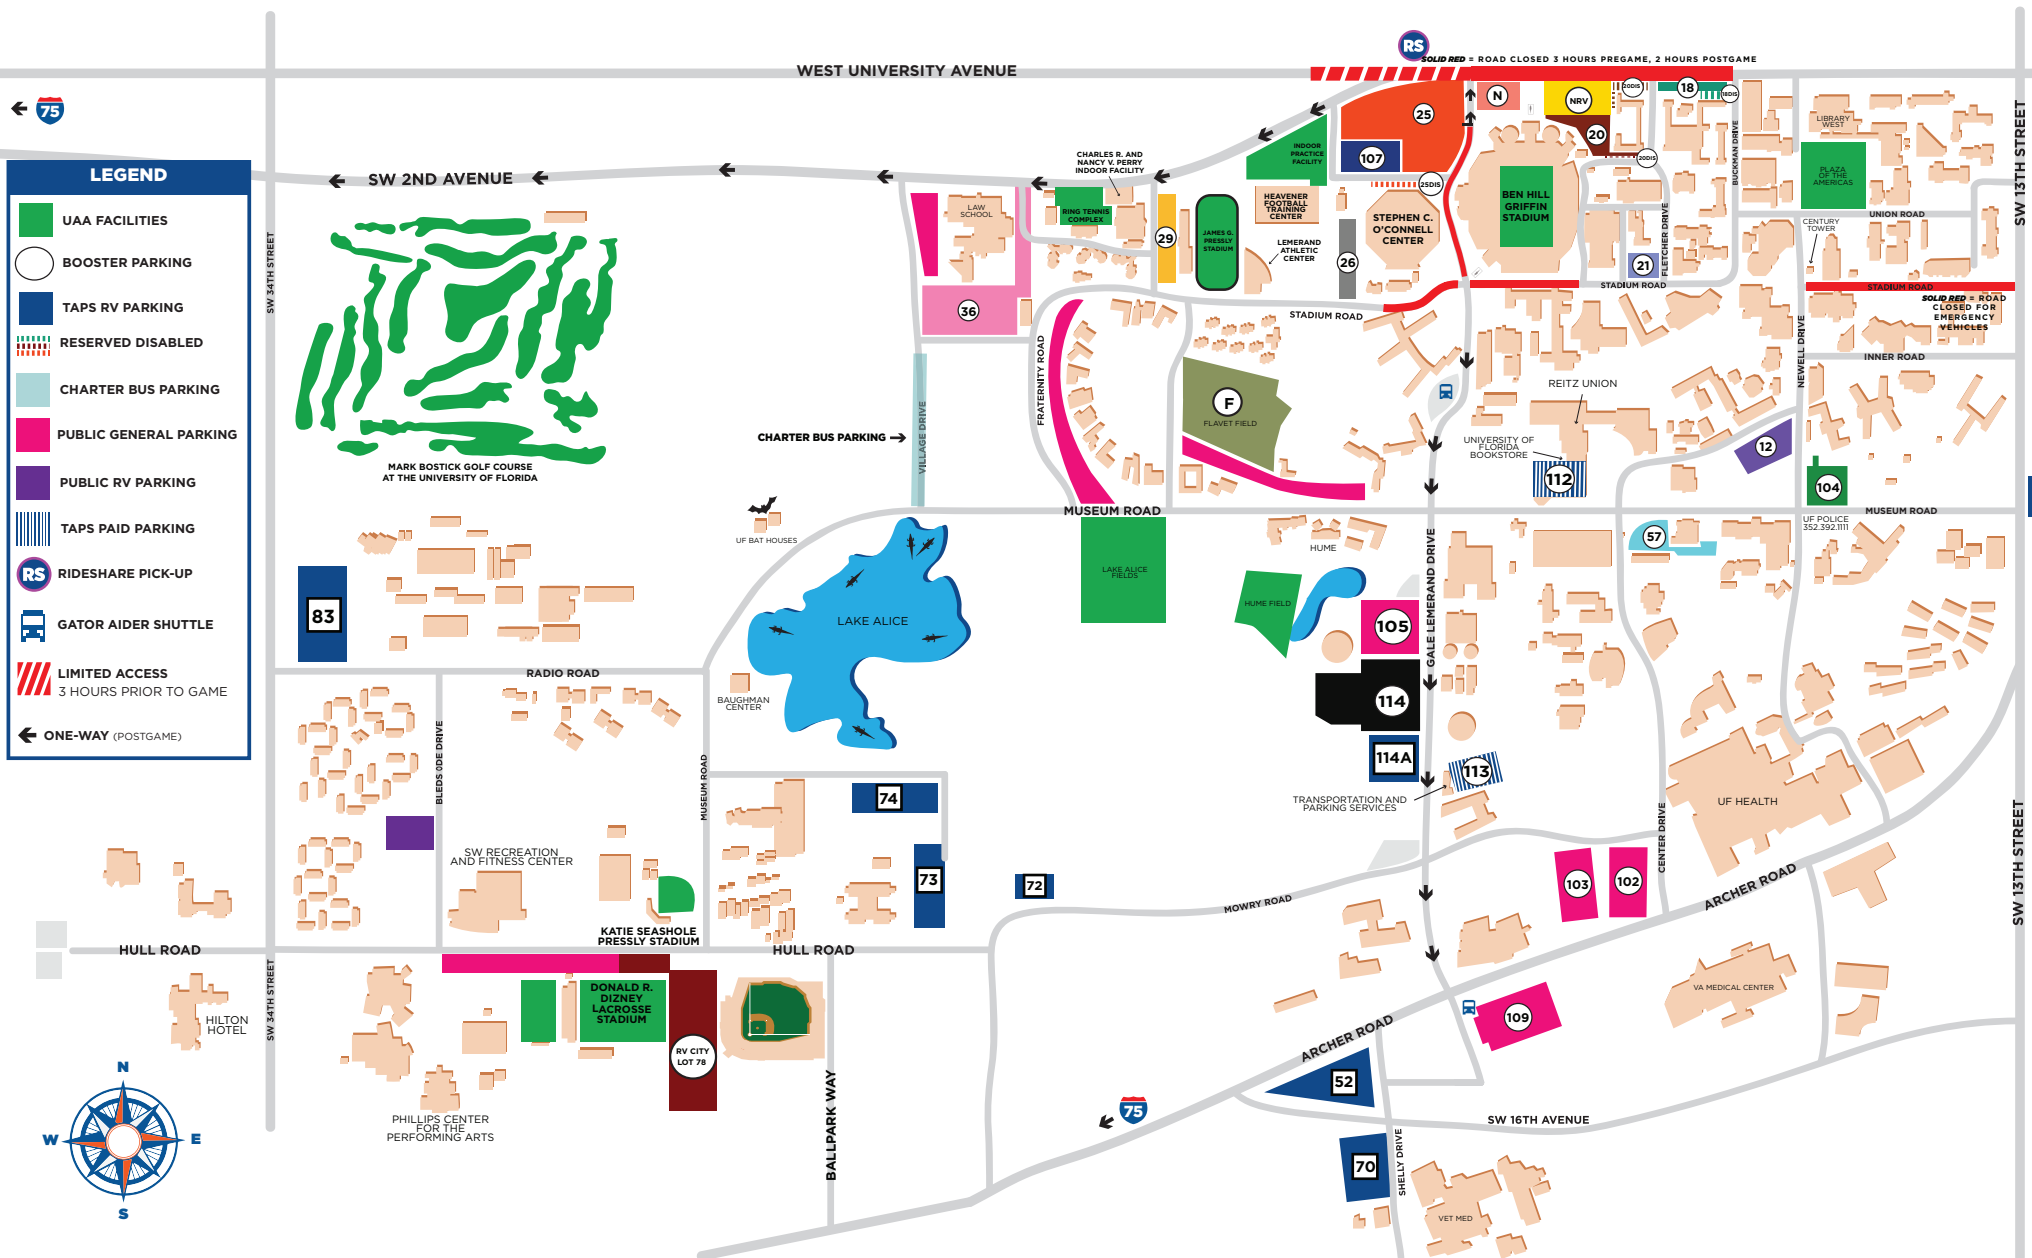 RS
SOLID RED = ROAD CLOSED 3 HOURS PREGAME, 2 HOURS POSTGAME
WEST UNIVERSITY AVENUE
75
LEGEND
UAA FACILITIES
BOOSTER PARKING
TAPS RV PARKING
RESERVED DISABLED
CHARTER BUS PARKING
PUBLIC GENERAL PARKING
PUBLIC RV PARKING
TAPS PAID PARKING
RS
RIDESHARE PICK-UP
GATOR AIDER SHUTTLE
LIMITED ACCESS
3 HOURS PRIOR TO GAME
ONE-WAY (POSTGAME)
SW 2ND AVENUE
SW 34TH STREET
MARK BOSTICK GOLF COURSE
AT THE UNIVERSITY OF FLORIDA
LAW
SCHOOL
36
CHARLES R. AND
NANCY V. PERRY
INDOOR FACILITY
RING TENNIS
COMPLEX
29
JAMES G.
PRESSLY
STADIUM
INDOOR
PRACTICE
FACILITY
HEAVENER
FOOTBALL
TRAINING
CENTER
LEMERAND
ATHLETIC
CENTER
26
25
107
25DIS
STEPHEN C.
O'CONNELL
CENTER
N
NRV
20
20DIS
20DIS
18
18DIS
BEN HILL
GRIFFIN
STADIUM
21
FLETCHER DRIVE
BUCKMAN DRIVE
LIBRARY
WEST
PLAZA
OF THE
AMERICAS
UNION ROAD
CENTURY
TOWER
SW 13TH STREET
STADIUM ROAD
STADIUM ROAD
STADIUM ROAD
SOLID RED = ROAD
CLOSED FOR
EMERGENCY
VEHICLES
INNER ROAD
NEWELL DRIVE
REITZ UNION
UNIVERSITY OF
FLORIDA
BOOKSTORE
112
12
104
UF POLICE
352.392.1111
MUSEUM ROAD
MUSEUM ROAD
FRATERNITY ROAD
VILLAGE DRIVE
CHARTER BUS PARKING
F
FLAVET FIELD
UF BAT HOUSES
LAKE ALICE
LAKE ALICE
FIELDS
HUME
HUME FIELD
57
GALE LEMERAND DRIVE
105
114
114A
113
TRANSPORTATION AND
PARKING SERVICES
83
RADIO ROAD
BAUGHMAN
CENTER
MUSEUM ROAD
74
73
72
SW RECREATION
AND FITNESS CENTER
KATIE SEASHOLE
PRESSLY STADIUM
HULL ROAD
HULL ROAD
HILTON
HOTEL
SW 34TH STREET
DONALD R.
DIZNEY
LACROSSE
STADIUM
RV CITY
LOT 78
PHILLIPS CENTER
FOR THE
PERFORMING ARTS
BALLPARK WAY
MOWRY ROAD
103
102
CENTER DRIVE
UF HEALTH
ARCHER ROAD
ARCHER ROAD
SW 13TH STREET
VA MEDICAL CENTER
109
52
75
SW 16TH AVENUE
70
SHELLY DRIVE
VET MED
N
W
E
S